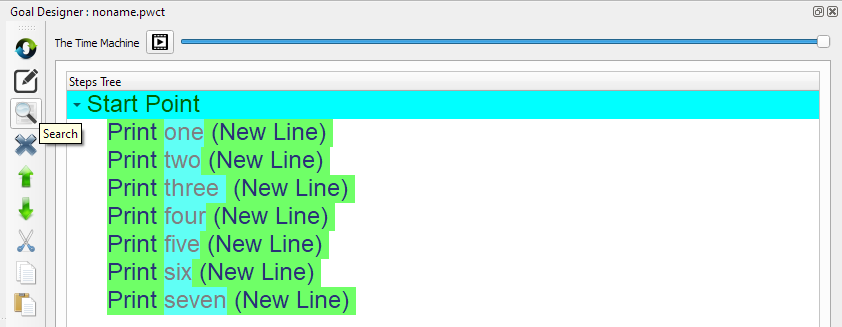 Goal Designer : noname.pwct
The Time Machine
Steps Tree
Start Point
Search
Print one (New Line)
Print two (New Line)
Print three  (New Line)
Print four (New Line)
Print five (New Line)
Print six (New Line)
Print seven (New Line)